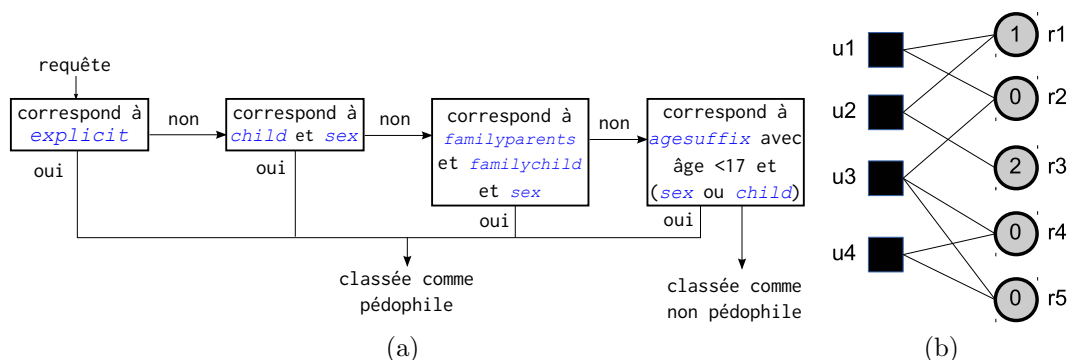 requête
correspond à
explicit
non
oui
correspond à
child et sex
non
oui
correspond à
familyparents
et familychild
et sex
non
oui
correspond à
agesuffix avec
âge <17 et
(sex ou child)
oui
classée comme
pédophile
classée comme
non pédophile
(a)
u1
u2
u3
u4
1 r1
0 r2
2 r3
0 r4
0 r5
(b)